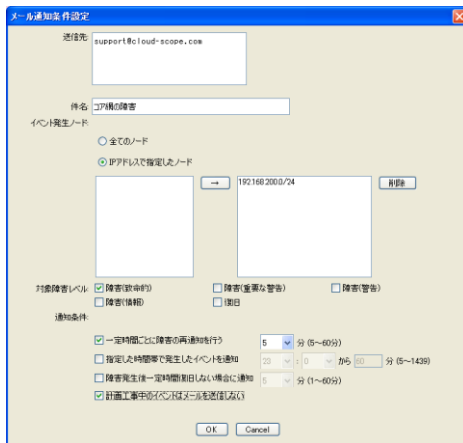 メール通知条件設定
送信先: support@cloud-scope.com
件名: コア網の障害
イベント発生ノード:
全てのノード
IPアドレスで指定したノード
→ 192.168.200.0/24 削除
対象障害レベル: 障害(致命的) 障害(重要な警告) 障害(警告)
障害(情報) 復旧
通知条件:
一定時間ごとに障害の再通知を行う 5 分 (5～60分)
指定した時間帯で発生したイベントを通知 23 : 0 から 60 分 (5～1439)
障害発生後一定時間復旧しない場合に通知 5 分 (1～60分)
計画工事中のイベントはメールを送信しない
OK Cancel